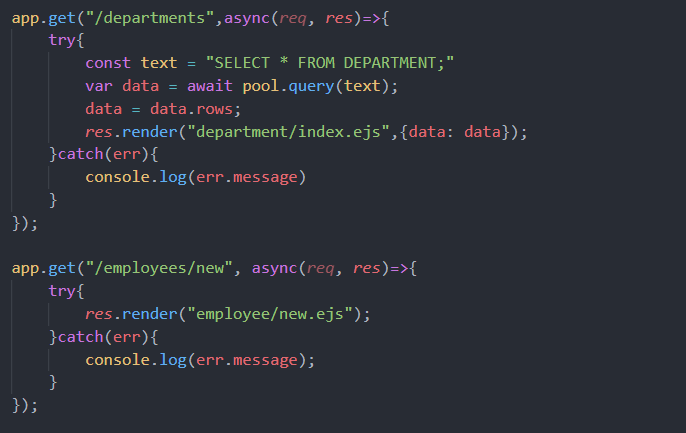 app.get("/departments",async(req, res)=>{
    try{
        const text = "SELECT * FROM DEPARTMENT;"
        var data = await pool.query(text);
        data = data.rows;
        res.render("department/index.ejs",{data: data});
    }catch(err){
        console.log(err.message)
    }
});

app.get("/employees/new", async(req, res)=>{
    try{
        res.render("employee/new.ejs");
    }catch(err){
        console.log(err.message);
    }
});